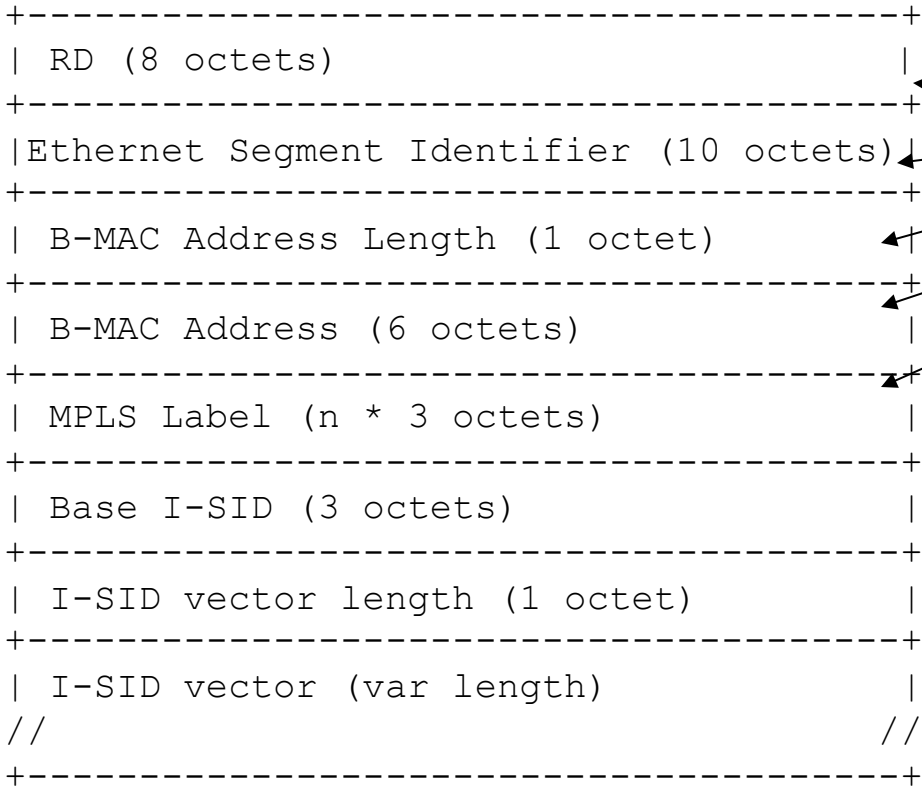 +---------------------------------------+
| RD (8 octets) |
+---------------------------------------+
|Ethernet Segment Identifier (10 octets)|
+---------------------------------------+
| B-MAC Address Length (1 octet) |
+---------------------------------------+
| B-MAC Address (6 octets) |
+---------------------------------------+
| MPLS Label (n * 3 octets) |
+---------------------------------------+
| Base I-SID (3 octets) |
+---------------------------------------+
| I-SID vector length (1 octet) |
+---------------------------------------+
| I-SID vector (var length) |
// //
+---------------------------------------+